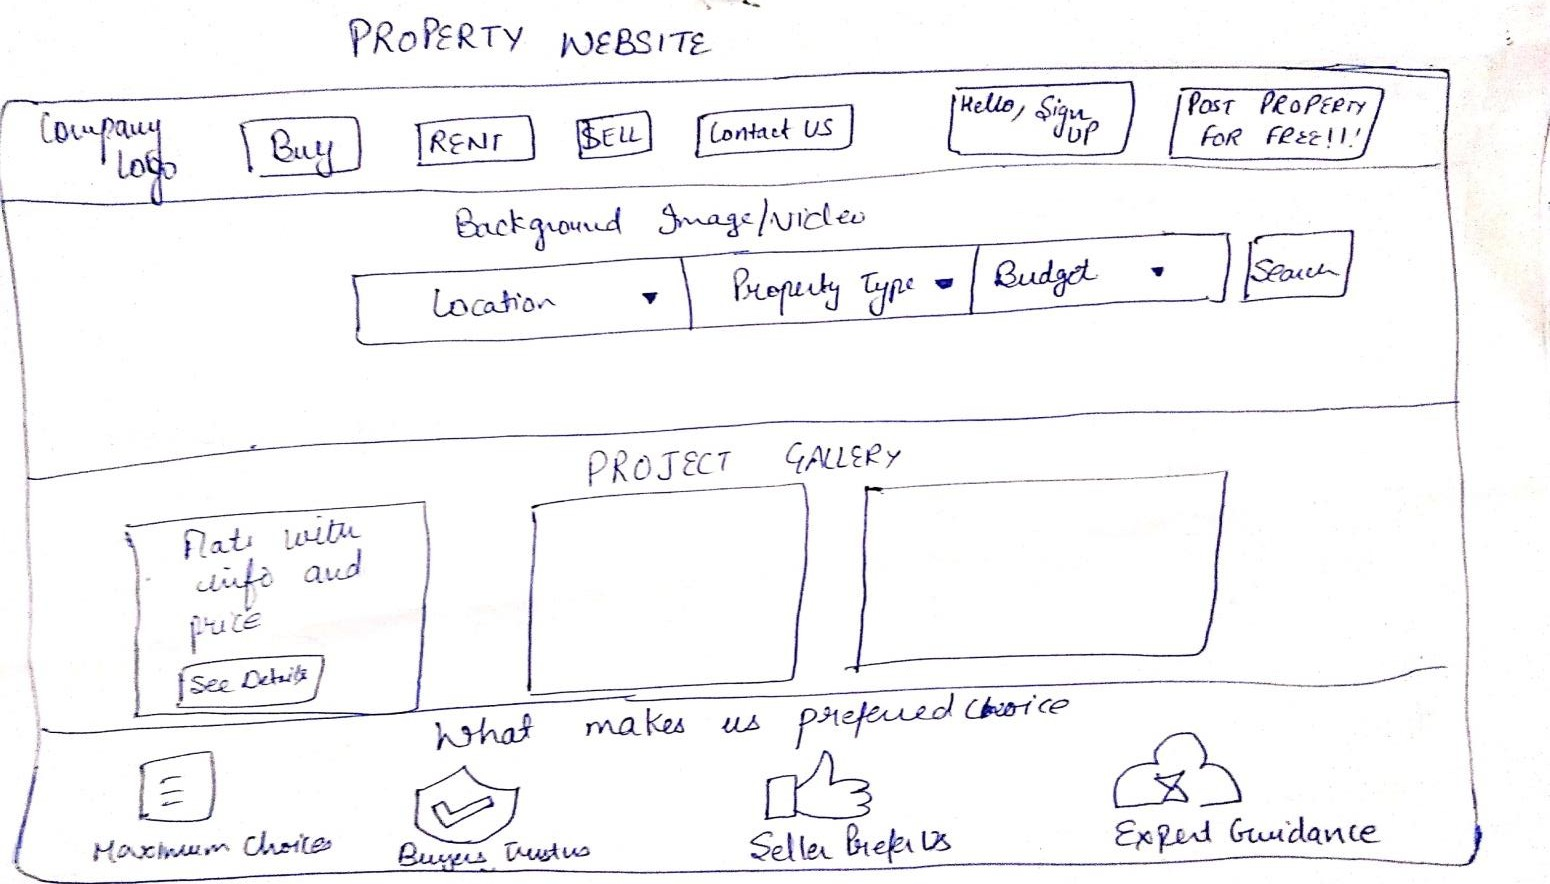 PROPERTY WEBSITE
Company
Logo
Buy
RENT
SELL
Contact US
Hello, Sign
UP
POST PROPERTY
FOR FREE!!!
Background Image/Video
Location
Property Type
Budget
Search
PROJECT GALLERY
Flats with
info and
price
See Details
What makes us preferred choice
Maximum Choices
Buyers Trust us
Seller Prefer Us
Expert Guidance